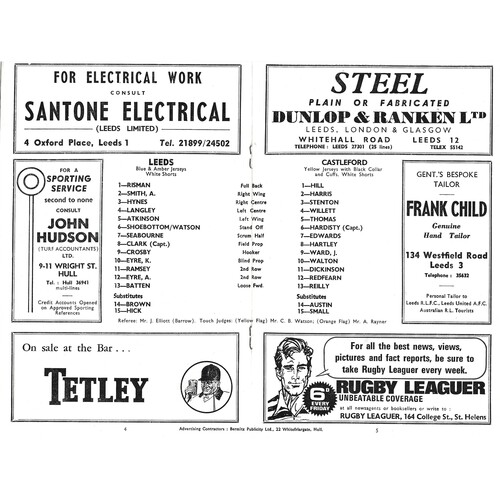 FOR ELECTRICAL WORK
CONSULT
SANTONE ELECTRICAL
(LEEDS LIMITED)
4 Oxford Place, Leeds 1 Tel. 21899/24502
STEEL
PLAIN OR FABRICATED
DUNLOP & RANKEN LTD
LEEDS, LONDON & GLASGOW
WHITEHALL ROAD LEEDS 12
TELEPHONE: LEEDS 27301 (25 lines) TELEX 55142
FOR A
SPORTING
SERVICE
second to none
CONSULT
JOHN
HUDSON
(TURF ACCOUNTANTS)
LTD.
9-11 WRIGHT ST.
HULL
Tel. : Hull 36941
multi-lines
Credit Accounts Opened
on Approved Sporting
References
LEEDS
Blue & Amber Jerseys
White Shorts
CASTLEFORD
Yellow Jerseys with Black Collar
and Cuffs, White Shorts
1—RISMAN Full Back 1—HILL
2—SMITH, A. Right Wing 2—HARRIS
3—HYNES Right Centre 3—STENTON
4—LANGLEY Left Centre 4—WILLETT
5—ATKINSON Left Wing 5—THOMAS
6—SHOEBOTTOM/WATSON Stand Off 6—HARDISTY (Capt.)
7—SEABOURNE Scrum Half 7—EDWARDS
8—CLARK (Capt.) Field Prop 8—HARTLEY
9—CROSBY Hooker 9—WARD, J.
10—EYRE, K. Blind Prop 10—WALTON
11—RAMSEY 2nd Row 11—DICKINSON
12—EYRE, A. 2nd Row 12—REDFEARN
13—BATTEN Loose Fwd. 13—REILLY
Substitutes Substitutes
14—BROWN 14—AUSTIN
15—HICK 15—SMALL
Referee: Mr. J. Elliott (Barrow). Touch Judges: (Yellow Flag) Mr. C. B. Watson; (Orange Flag) Mr. A. Rayner
GENT.'S BESPOKE
TAILOR
FRANK CHILD
Genuine
Hand Tailor
134 Westfield Road
Leeds 3
Telephone : 35632
Personal Tailor to
Leeds R.L.F.C., Leeds United A.F.C.
Australian R.L. Tourists
On sale at the Bar . . .
TETLEY
For all the best news, views,
pictures and fact reports, be sure to
take Rugby Leaguer every week.
6D
EVERY
FRIDAY
RUGBY LEAGUER
UNBEATABLE COVERAGE
at all newsagents or booksellers or write to :
RUGBY LEAGUER, 164 College St., St. Helens
4
Advertising Contractors : Benalta Publicity Ltd., 22 Whitefriargate, Hull.
5